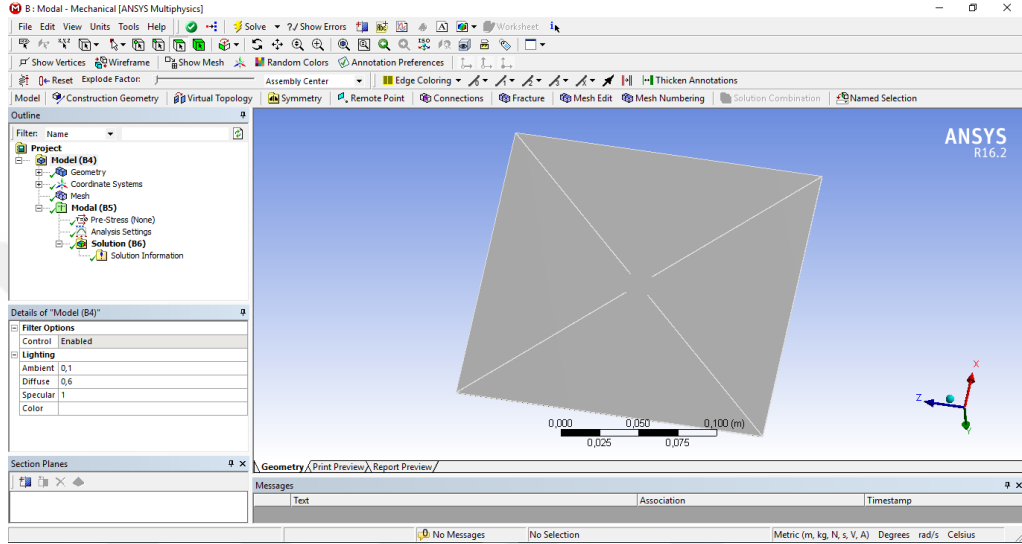 B : Modal - Mechanical [ANSYS Multiphysics]
File Edit View Units Tools Help Solve ?/ Show Errors A Worksheet
Show Vertices Wireframe Show Mesh Random Colors Annotation Preferences
Reset Explode Factor: Assembly Center Edge Coloring Thicken Annotations
Model Construction Geometry Virtual Topology Symmetry Remote Point Connections Fracture Mesh Edit Mesh Numbering Solution Combination Named Selection
Outline
Filter: Name
Project
Model (B4)
Geometry
Coordinate Systems
Mesh
Modal (B5)
Pre-Stress (None)
Analysis Settings
Solution (B6)
Solution Information
Details of "Model (B4)"
Filter Options
Control Enabled
Lighting
Ambient 0,1
Diffuse 0,6
Specular 1
Color
Section Planes
ANSYS
R16.2
X
Z
Y
0,000 0,050 0,100 (m)
0,025 0,075
Geometry Print Preview Report Preview
Messages
Text Association Timestamp
No Messages No Selection Metric (m, kg, N, s, V, A) Degrees rad/s Celsius